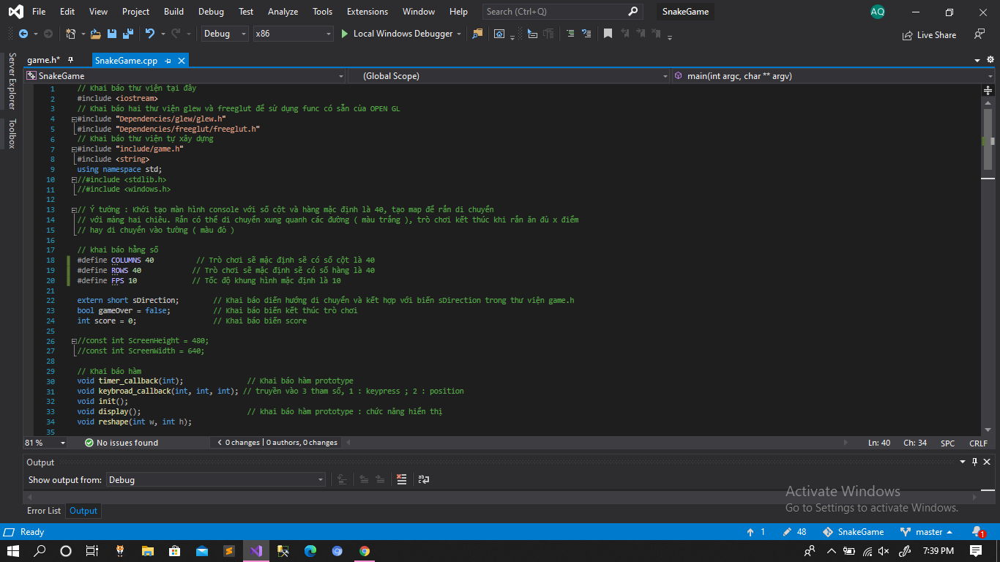 File Edit View Project Build Debug Test Analyze Tools Extensions Window Help Search (Ctrl+Q) SnakeGame AQ
Debug x86 Local Windows Debugger Live Share
game.h* SnakeGame.cpp
Server Explorer
Toolbox
SnakeGame (Global Scope) main(int argc, char ** argv)
1 // Khai báo thư viện tại đây
2 #include <iostream>
3 // Khai báo hai thư viện glew và freeglut để sử dụng func có sẵn của OPEN GL
4 #include "Dependencies/glew/glew.h"
5 #include "Dependencies/freeglut/freeglut.h"
6 // Khai báo thư viện tự xây dựng
7 #include "include/game.h"
8 #include <string>
9 using namespace std;
10 //#include <stdlib.h>
11 //#include <windows.h>
12
13 // Ý tưởng : Khởi tạo màn hình console với số cột và hàng mặc định là 40, tạo map để rắn di chuyển
14 // với mảng hai chiều. Rắn có thể di chuyển xung quanh các đường ( màu trắng ), trò chơi kết thúc khi rắn ăn đủ x điểm
15 // hay di chuyển vào tường ( màu đỏ )
16
17 // khai báo hằng số
18 #define COLUMNS 40 // Trò chơi sẽ mặc định sẽ có số cột là 40
19 #define ROWS 40 // Trò chơi sẽ mặc định sẽ có số hàng là 40
20 #define FPS 10 // Tốc độ khung hình mặc định là 10
21
22 extern short sDirection; // Khai báo diến hướng di chuyển và kết hợp với biến sDirection trong thư viện game.h
23 bool gameOver = false; // Khai báo biến kết thúc trò chơi
24 int score = 0; // Khai báo biến score
25
26 //const int ScreenHeight = 480;
27 //const int ScreenWidth = 640;
28
29 // Khai báo hàm
30 void timer_callback(int); // Khai báo hàm prototype
31 void keybroad_callback(int, int, int); // truyền vào 3 tham số, 1 : keypress ; 2 : position
32 void init();
33 void display(); // khai báo hàm prototype : chức năng hiển thị
34 void reshape(int w, int h);
35
81 % No issues found 0 changes | 0 authors, 0 changes Ln: 40 Ch: 34 SPC CRLF
Output
Show output from: Debug
Activate Windows
Go to Settings to activate Windows.
Error List Output
Ready 1 48 SnakeGame master 1
7:39 PM